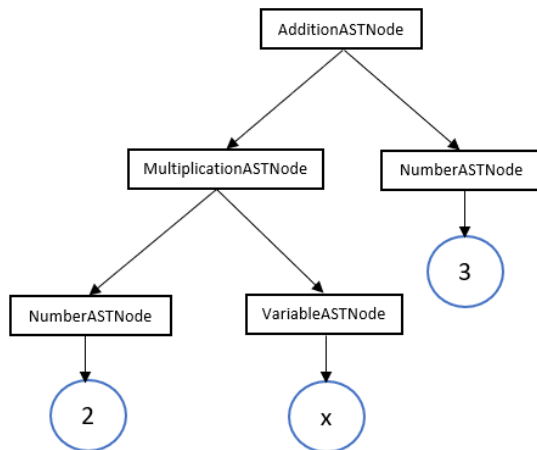 AdditionASTNode
MultiplicationASTNode
NumberASTNode
3
NumberASTNode
VariableASTNode
2
x